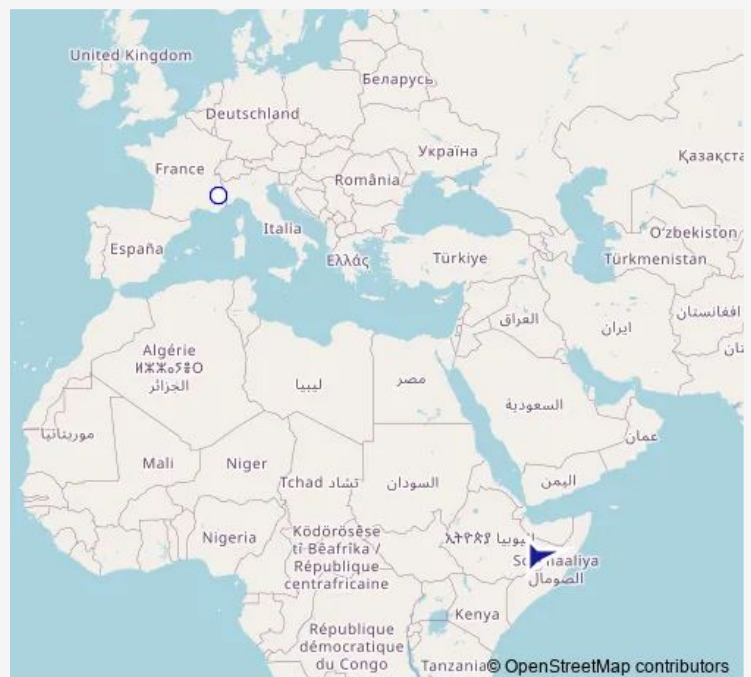 United Kingdom
Беларусь
Deutschland
Україна
France
Қазақста
România
Italia
España
O'zbekiston
Ελλάς
Türkiye
Türkmenistan
افغانستان
العراق
ایران
تان
Algérie
ⵍⵣⵣⴰⵢⴻⵔ
الجزائر
ليبيا
مصر
السعودية
عمان
موريتانيا
Mali
Niger
Tchad تشاد
السودان
اليمن
Nigeria
Ködörösêse
tî Bêafrîka /
République
centrafricaine
Soomaaliya
الصومال
Kenya
République
démocratique
du Congo
Tanzania
© OpenStreetMap contributors